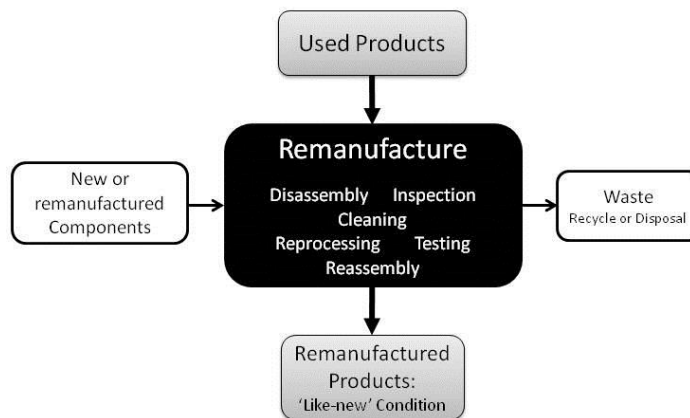 Used Products
Remanufacture
Disassembly Inspection
Cleaning
Reprocessing Testing
Reassembly
New or
remanufactured
Components
Waste
Recycle or Disposal
Remanufactured
Products:
‘Like-new’ Condition